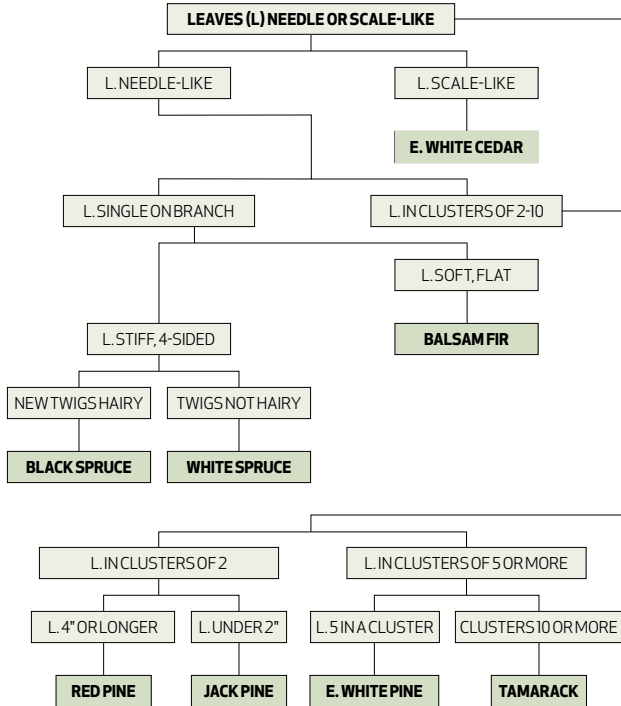 LEAVES (L) NEEDLE OR SCALE-LIKE
L. NEEDLE-LIKE
L. SCALE-LIKE
E. WHITE CEDAR
L. SINGLE ON BRANCH
L. IN CLUSTERS OF 2-10
L. SOFT, FLAT
L. STIFF, 4-SIDED
BALSAM FIR
NEW TWIGS HAIRY
TWIGS NOT HAIRY
BLACK SPRUCE
WHITE SPRUCE
L. IN CLUSTERS OF 2
L. IN CLUSTERS OF 5 OR MORE
L. 4" OR LONGER
L. UNDER 2"
L. 5 IN A CLUSTER
CLUSTERS 10 OR MORE
RED PINE
JACK PINE
E. WHITE PINE
TAMARACK